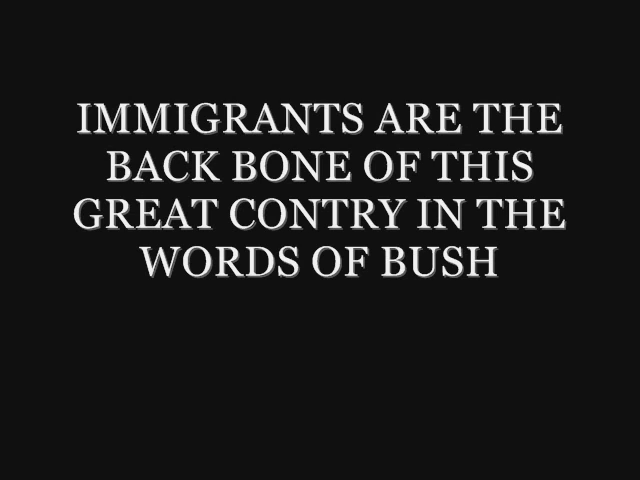 IMMIGRANTS ARE THE
BACK BONE OF THIS
GREAT CONTRY IN THE
WORDS OF BUSH